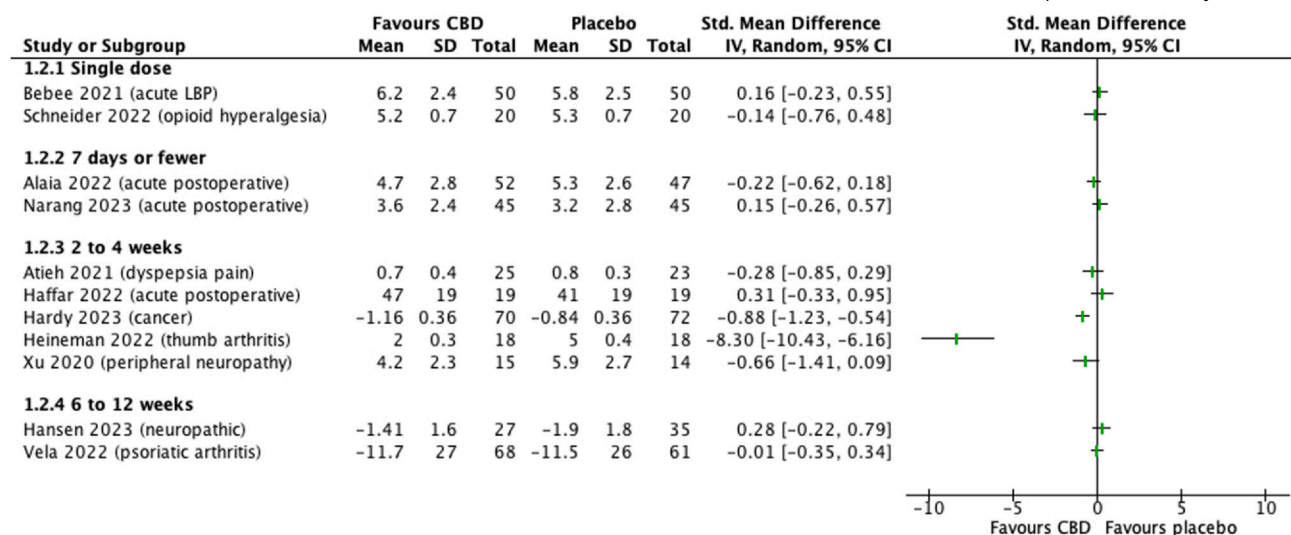 Favours CBD Placebo Std. Mean Difference Std. Mean Difference
Study or Subgroup Mean SD Total Mean SD Total IV, Random, 95% CI IV, Random, 95% CI
1.2.1 Single dose
Bebee 2021 (acute LBP) 6.2 2.4 50 5.8 2.5 50 0.16 [-0.23, 0.55]
Schneider 2022 (opioid hyperalgesia) 5.2 0.7 20 5.3 0.7 20 -0.14 [-0.76, 0.48]
1.2.2 7 days or fewer
Alaia 2022 (acute postoperative) 4.7 2.8 52 5.3 2.6 47 -0.22 [-0.62, 0.18]
Narang 2023 (acute postoperative) 3.6 2.4 45 3.2 2.8 45 0.15 [-0.26, 0.57]
1.2.3 2 to 4 weeks
Atieh 2021 (dyspepsia pain) 0.7 0.4 25 0.8 0.3 23 -0.28 [-0.85, 0.29]
Haffar 2022 (acute postoperative) 47 19 19 41 19 19 0.31 [-0.33, 0.95]
Hardy 2023 (cancer) -1.16 0.36 70 -0.84 0.36 72 -0.88 [-1.23, -0.54]
Heineman 2022 (thumb arthritis) 2 0.3 18 5 0.4 18 -8.30 [-10.43, -6.16]
Xu 2020 (peripheral neuropathy) 4.2 2.3 15 5.9 2.7 14 -0.66 [-1.41, 0.09]
1.2.4 6 to 12 weeks
Hansen 2023 (neuropathic) -1.41 1.6 27 -1.9 1.8 35 0.28 [-0.22, 0.79]
Vela 2022 (psoriatic arthritis) -11.7 27 68 -11.5 26 61 -0.01 [-0.35, 0.34]
-10 -5 0 5 10
Favours CBD Favours placebo